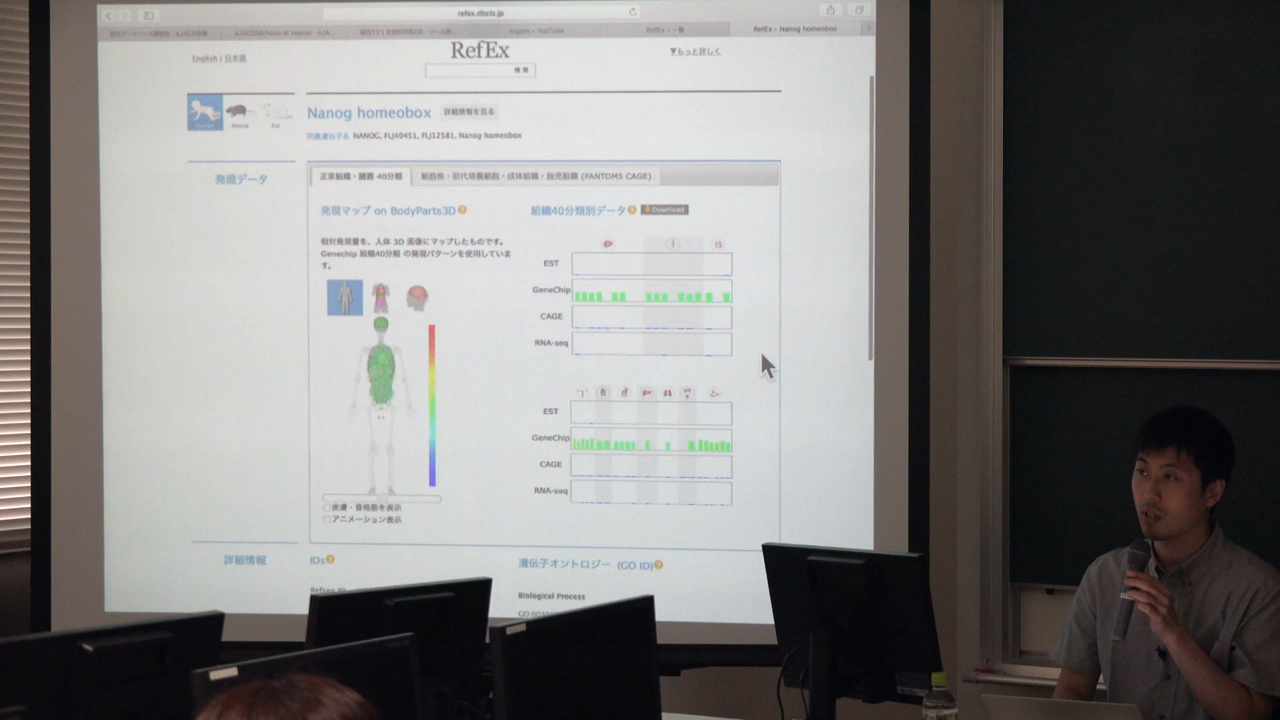 refex.dbcls.jp
RefEx - Nanog homeobox
English | 日本語
RefEx
▼もっと詳しく
検索
Mouse
Rat
Nanog homeobox
詳細情報を見る
同義遺伝子名 NANOG, FLJ40451, FLJ12581, Nanog homeobox
発現データ
正常組織・臓器 40分類
細胞株・初代培養細胞・成体組織・胎児組織 (FANTOM5 CAGE)
発現マップ on BodyParts3D
組織40分類別データ
Download
相対発現量を、人体 3D 画像にマップしたものです。
Genechip 組織40分類 の発現パターンを使用していま
す。
EST
GeneChip
CAGE
RNA-seq
EST
GeneChip
CAGE
RNA-seq
皮膚・骨格筋を表示
アニメーション表示
詳細情報
IDs
遺伝子オントロジー (GO ID)
Refseq ID
Biological Process